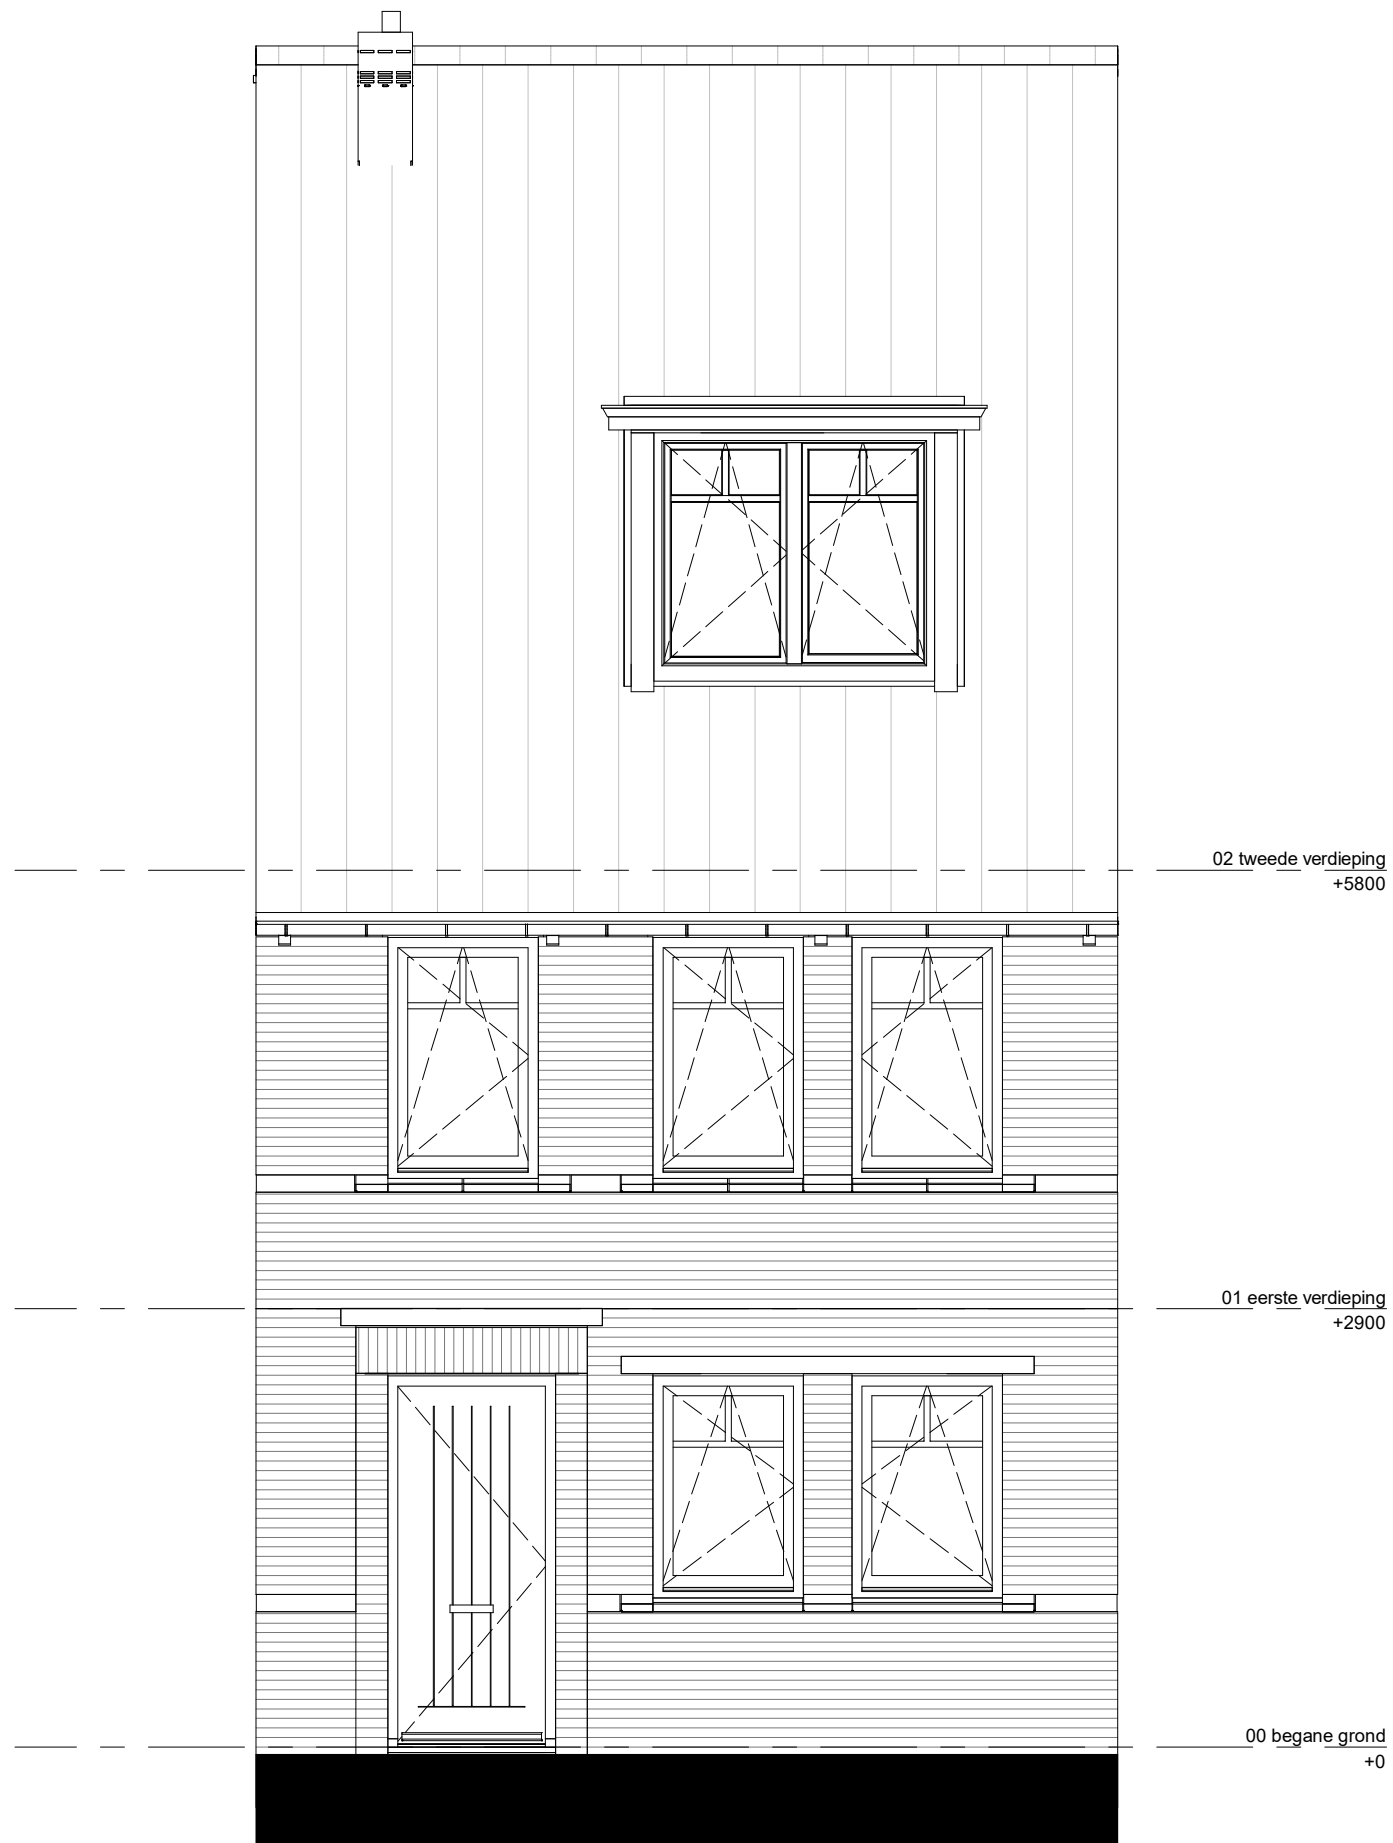 02 tweede verdieping
+5800
01 eerste verdieping
+2900
00 begane grond
+0